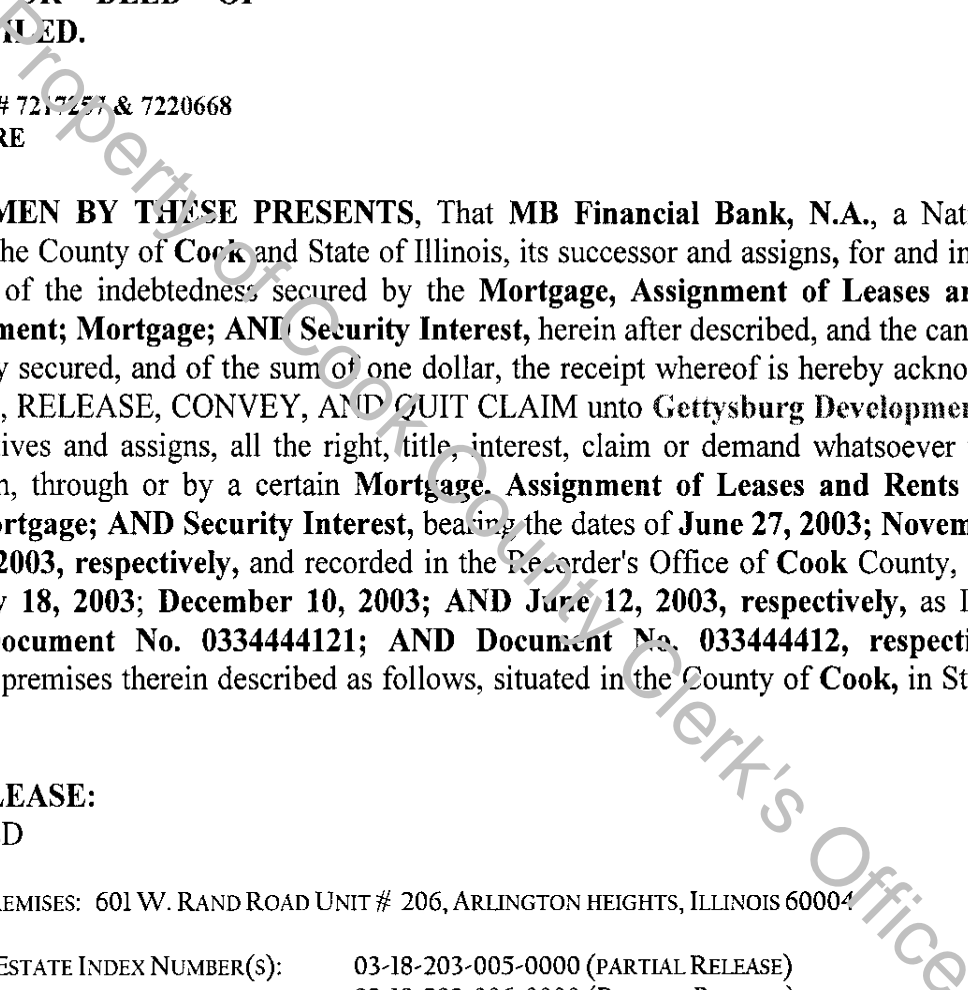 OR DEED OF
FILED.
# 7217257 & 7220668
RE
MEN BY THESE PRESENTS, That MB Financial Bank, N.A., a Nat
he County of Cook and State of Illinois, its successor and assigns, for and in
of the indebtedness secured by the Mortgage, Assignment of Leases a
ment; Mortgage; AND Security Interest, herein after described, and the can
y secured, and of the sum of one dollar, the receipt whereof is hereby ackno
, RELEASE, CONVEY, AND QUIT CLAIM unto Gettysburg Developmen
ives and assigns, all the right, title, interest, claim or demand whatsoever
n, through or by a certain Mortgage. Assignment of Leases and Rents
ortgage; AND Security Interest, bearing the dates of June 27, 2003; Novem
2003, respectively, and recorded in the Recorder's Office of Cook County,
y 18, 2003; December 10, 2003; AND June 12, 2003, respectively, as I
ocument No. 0334444121; AND Document No. 033444412, respecti
premises therein described as follows, situated in the County of Cook, in St
LEASE:
D
EMISES: 601 W. RAND ROAD UNIT # 206, ARLINGTON HEIGHTS, ILLINOIS 60004
ESTATE INDEX NUMBER(S): 03-18-203-005-0000 (PARTIAL RELEASE)
Property of Cook County Clerk's Office